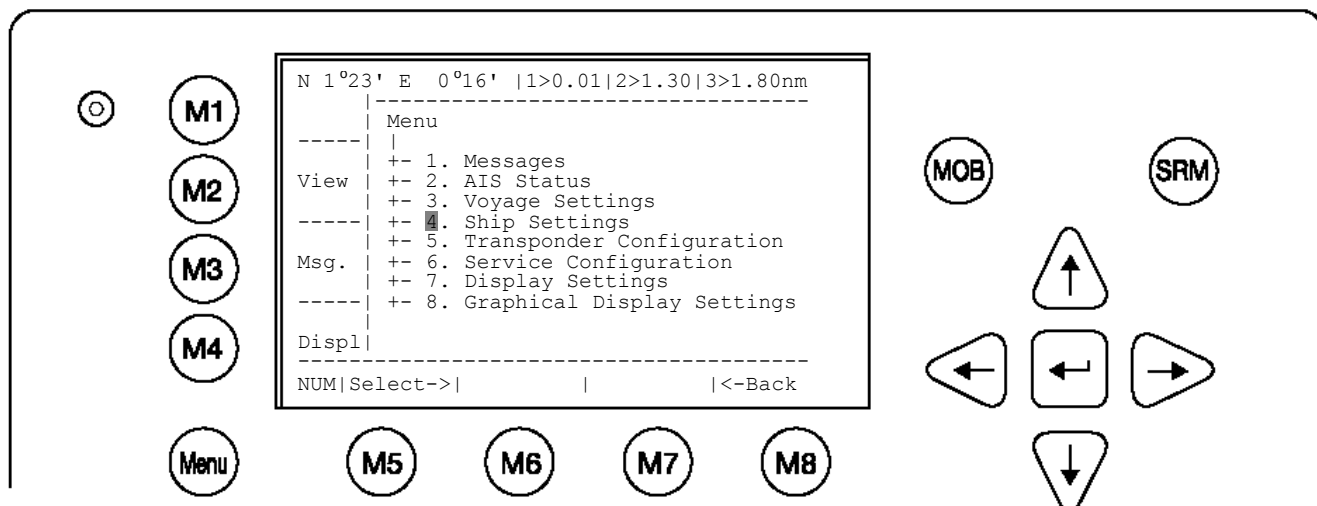 N 1°23' E 0°16' |1>0.01|2>1.30|3>1.80nm
|----------------------------------
M1
| Menu
-----| |
| +- 1. Messages
M2
View | +- 2. AIS Status
| +- 3. Voyage Settings
-----| +- 4. Ship Settings
| +- 5. Transponder Configuration
M3
Msg. | +- 6. Service Configuration
| +- 7. Display Settings
-----| +- 8. Graphical Display Settings
|
M4
Displ|
-----------------------------------------
NUM|Select->| | |<-Back
MOB
SRM
Menu
M5
M6
M7
M8